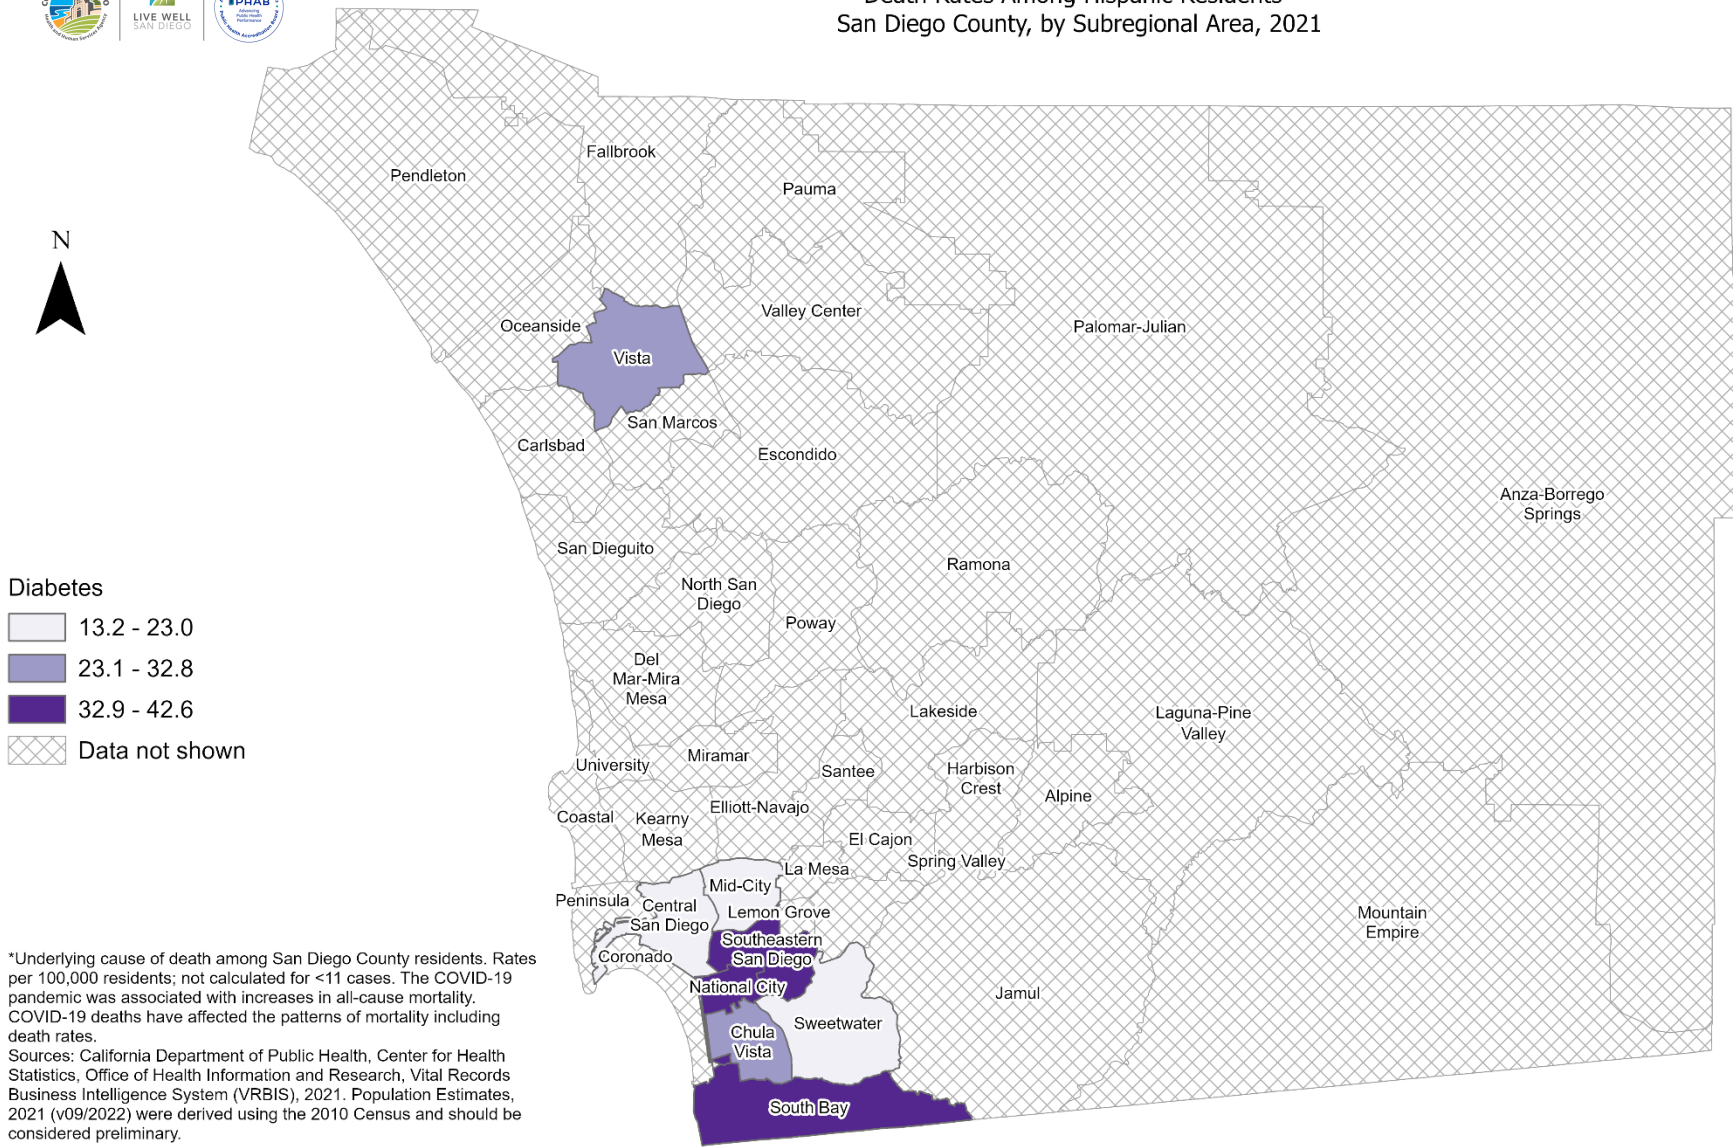 LIVE WELL
SAN DIEGO
PHAB
Advancing
Public Health
Performance
Death Rates Among Hispanic Residents
San Diego County, by Subregional Area, 2021
N
Fallbrook
Pendleton
Pauma
Valley Center
Oceanside
Palomar-Julian
Vista
San Marcos
Carlsbad
Escondido
Anza-Borrego
Springs
San Dieguito
Ramona
North San
Diego
Poway
Del
Mar-Mira
Mesa
Lakeside
Laguna-Pine
Valley
Miramar
University
Santee
Harbison
Crest
Alpine
Elliott-Navajo
Coastal
Kearny
Mesa
El Cajon
Spring Valley
La Mesa
Mid-City
Peninsula
Central
San Diego
Lemon Grove
Mountain
Empire
Southeastern
San Diego
Coronado
National City
Jamul
Sweetwater
Chula
Vista
South Bay
Diabetes
13.2 - 23.0
23.1 - 32.8
32.9 - 42.6
Data not shown
*Underlying cause of death among San Diego County residents. Rates
per 100,000 residents; not calculated for <11 cases. The COVID-19
pandemic was associated with increases in all-cause mortality.
COVID-19 deaths have affected the patterns of mortality including
death rates.
Sources: California Department of Public Health, Center for Health
Statistics, Office of Health Information and Research, Vital Records
Business Intelligence System (VRBIS), 2021. Population Estimates,
2021 (v09/2022) were derived using the 2010 Census and should be
considered preliminary.